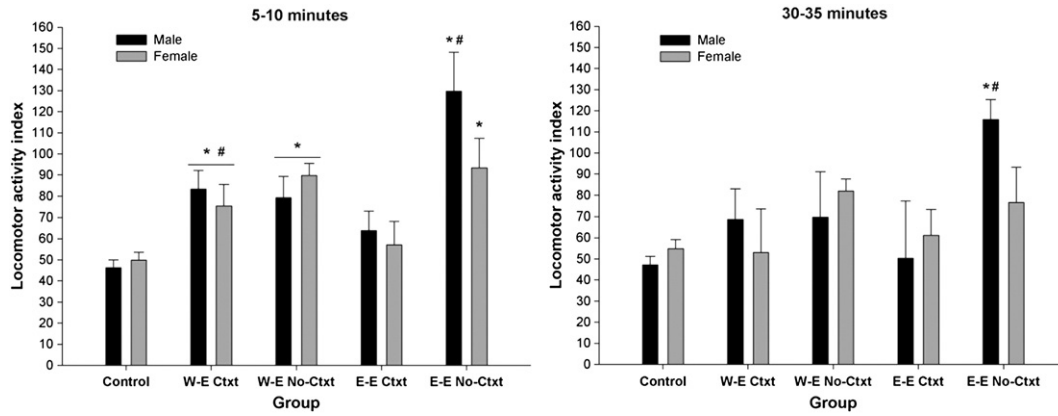 5-10 minutes
160
150
140
130
120
110
100
90
80
70
60
50
40
30
20
10
0
Locomotor activity index
Male
Female
* #
*
* #
*
Control
W-E Ctxt
W-E No-Ctxt
E-E Ctxt
E-E No-Ctxt
Group
30-35 minutes
160
150
140
130
120
110
100
90
80
70
60
50
40
30
20
10
0
Locomotor activity index
Male
Female
*#
Control
W-E Ctxt
W-E No-Ctxt
E-E Ctxt
E-E No-Ctxt
Group